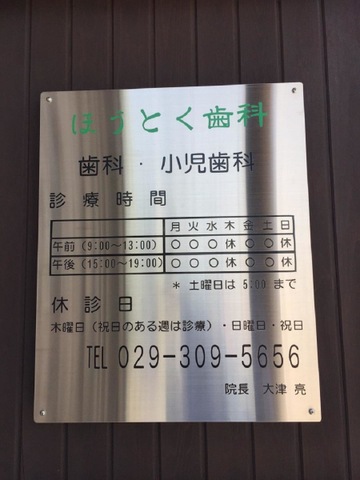 ほうとく歯科
歯科・小児歯科
診療時間
月 火 水 木 金 土 日
午前(9:00〜13:00) 〇 〇 〇 休 〇 〇 休
午後(15:00〜19:00) 〇 〇 〇 休 〇 〇 休
* 土曜日は 5:00 まで
休診日
木曜日(祝日のある週は診療)・日曜日・祝日
TEL 029-309-5656
院長 大津 亮